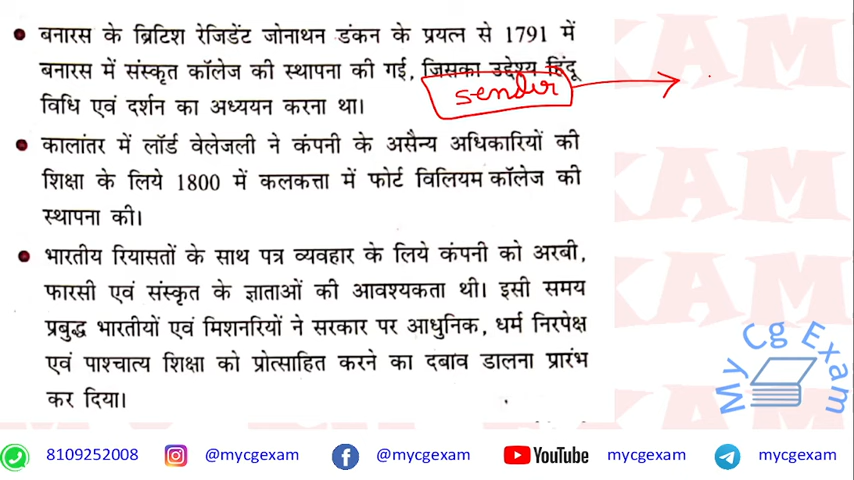 बनारस के ब्रिटिश रेजिडेंट जोनाथन डंकन के प्रयत्न से 1791 में
बनारस में संस्कृत कॉलेज की स्थापना की गई, जिसका उद्देश्य हिंदू
विधि एवं दर्शन का अध्ययन करना था।
कालांतर में लॉर्ड वेलेजली ने कंपनी के असैन्य अधिकारियों की
शिक्षा के लिये 1800 में कलकत्ता में फोर्ट विलियम कॉलेज की
स्थापना की।
भारतीय रियासतों के साथ पत्र व्यवहार के लिये कंपनी को अरबी,
फारसी एवं संस्कृत के ज्ञाताओं की आवश्यकता थी। इसी समय
प्रबुद्ध भारतीयों एवं मिशनरियों ने सरकार पर आधुनिक, धर्म निरपेक्ष
एवं पाश्चात्य शिक्षा को प्रोत्साहित करने का दबाव डालना प्रारंभ
कर दिया।
My Cg Exam
8109252008 @mycgexam @mycgexam YouTube mycgexam mycgexam